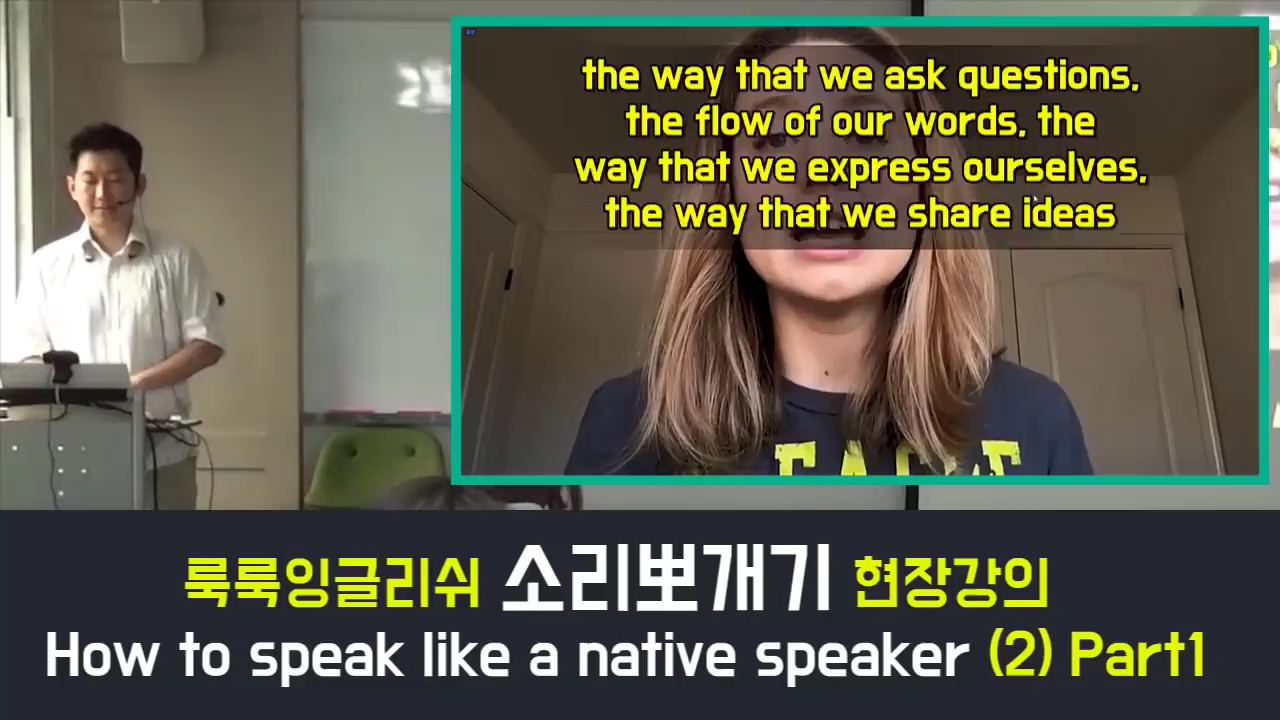 the way that we ask questions,
the flow of our words, the
way that we express ourselves,
the way that we share ideas
룩룩잉글리쉬 소리뽀개기 현장강의
How to speak like a native speaker (2) Part1